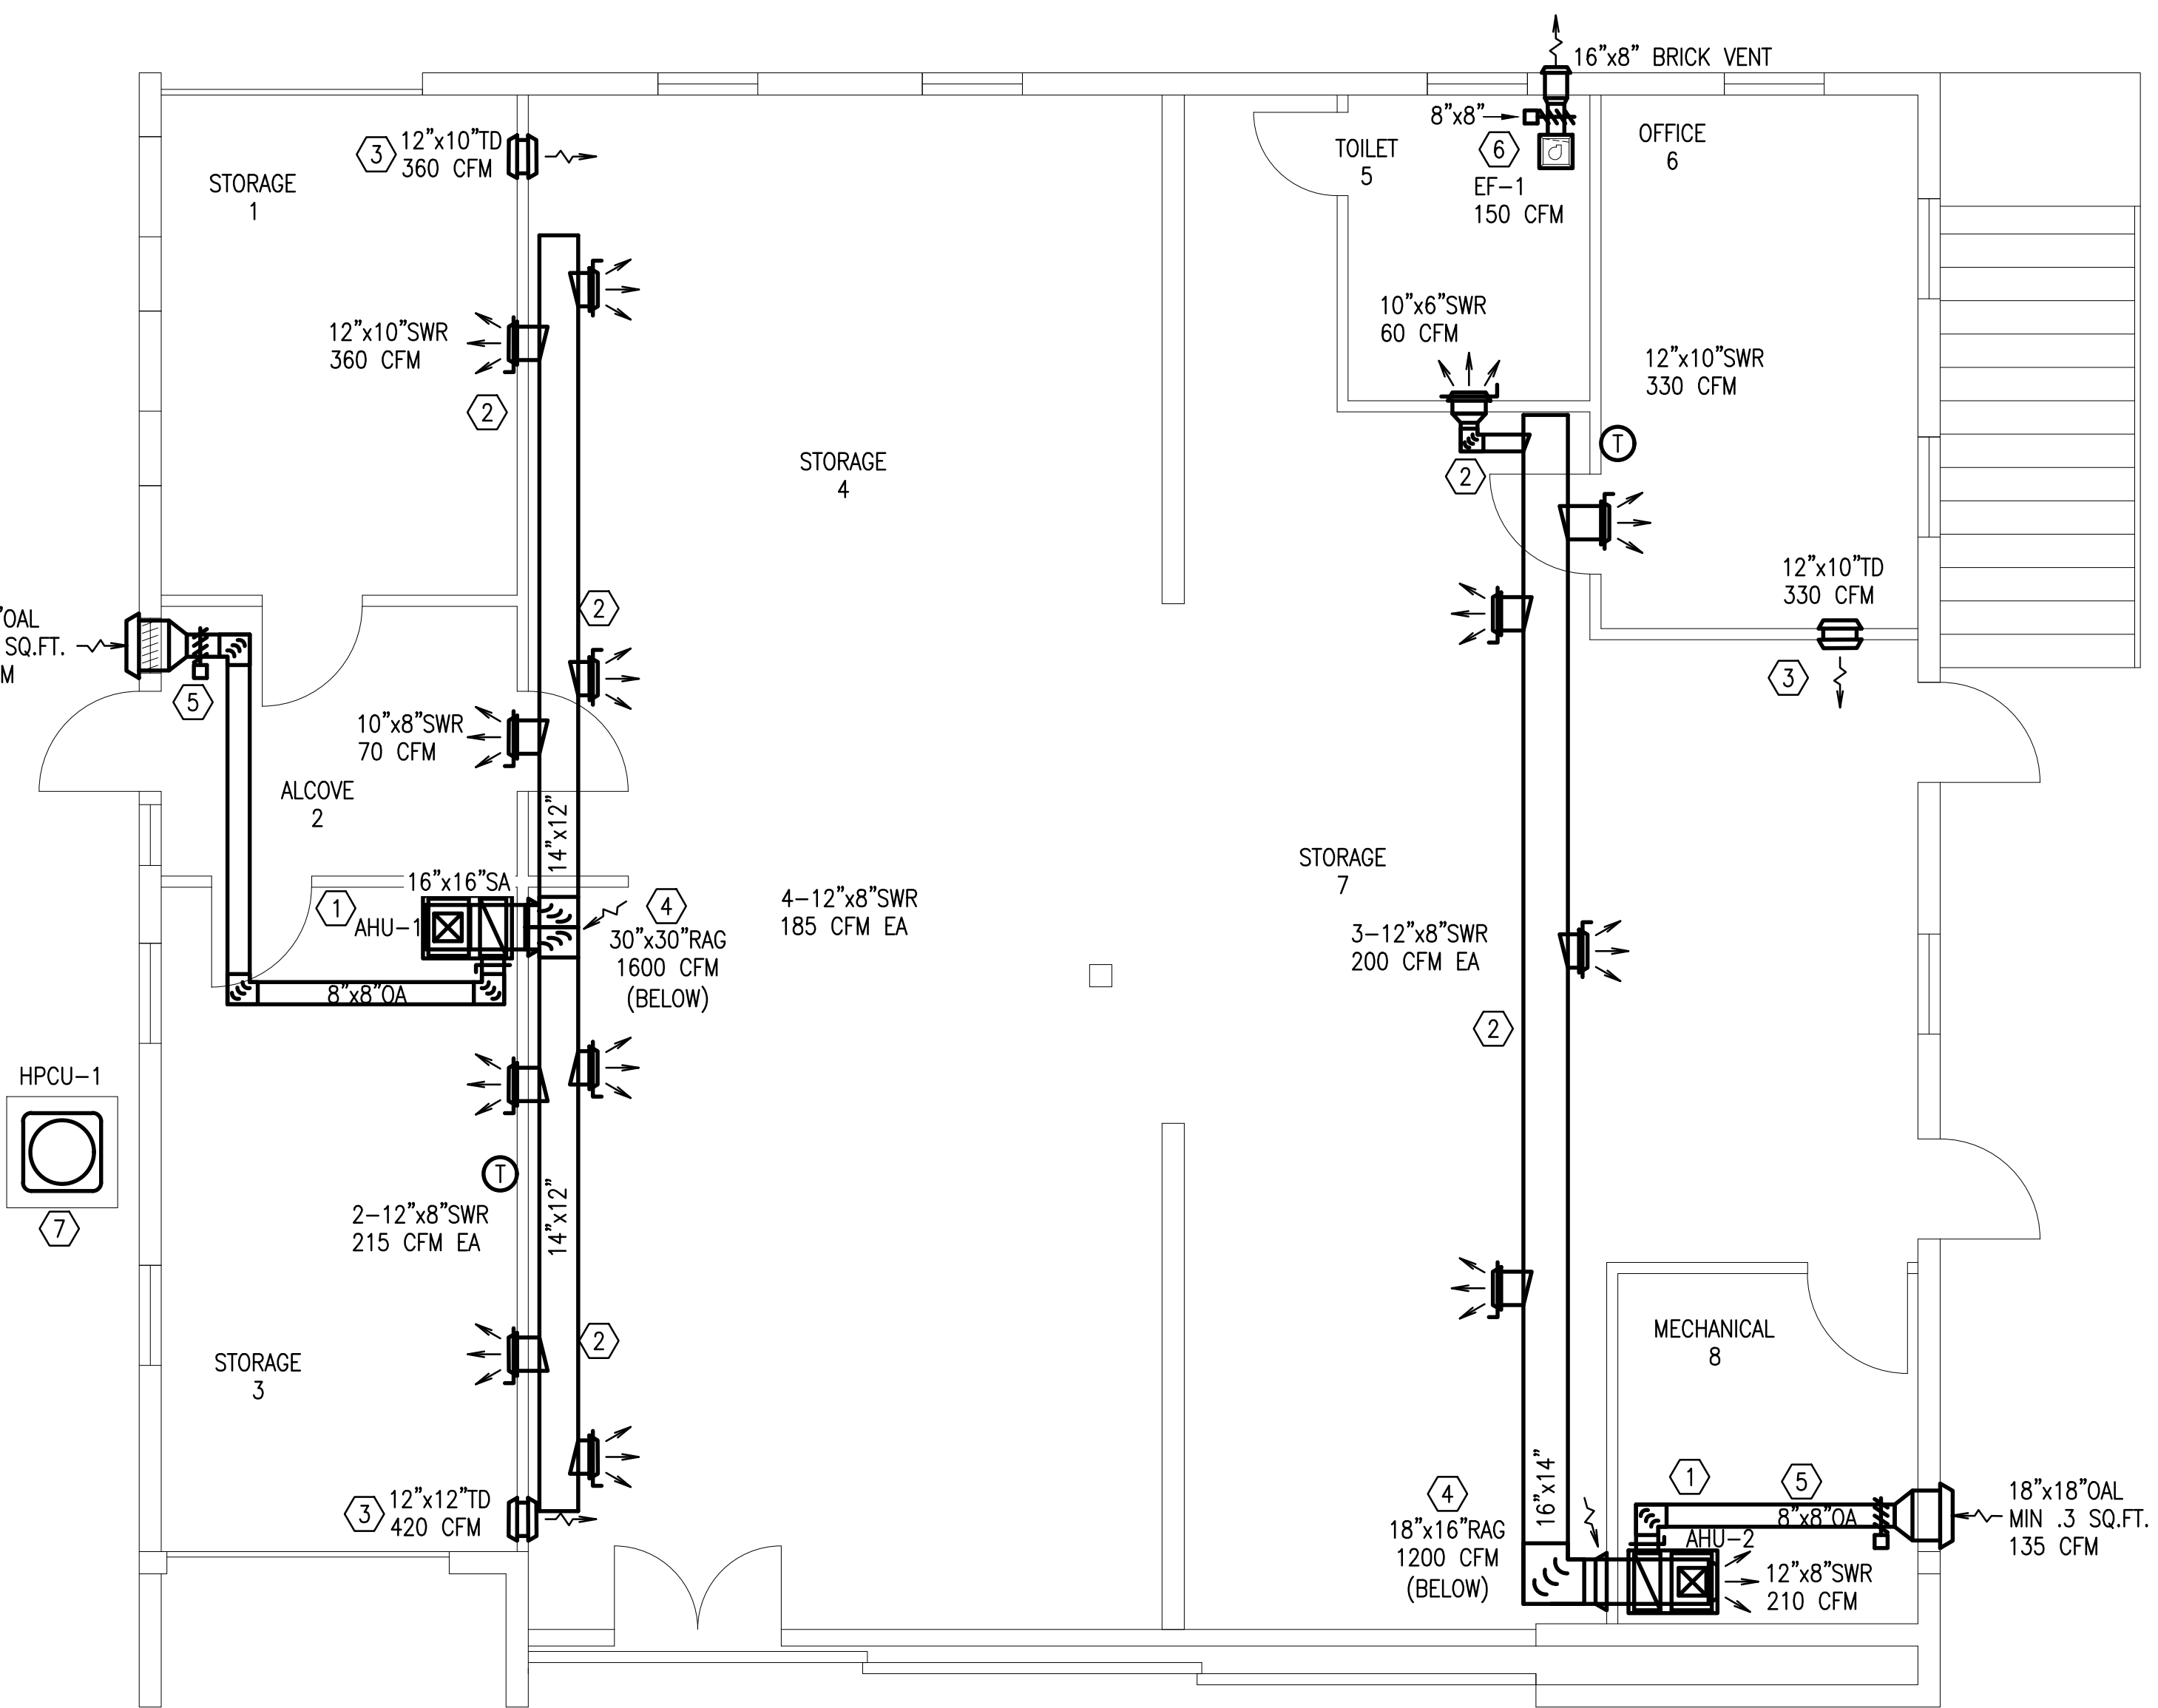 16"x8" BRICK VENT
3
12"x10"TD
360 CFM
STORAGE
1
8"x8"
6
TOILET
5
OFFICE
6
EF-1
150 CFM
12"x10"SWR
360 CFM
2
10"x6"SWR
60 CFM
12"x10"SWR
330 CFM
STORAGE
4
T
2
12"x10"TD
330 CFM
3
2
"OAL
SQ.FT.
5
10"x8"SWR
70 CFM
ALCOVE
2
14"x12"
16"x16"SA
1
AHU-1
4
30"x30"RAG
1600 CFM
(BELOW)
4-12"x8"SWR
185 CFM EA
STORAGE
7
3-12"x8"SWR
200 CFM EA
2
8"x8"OA
HPCU-1
7
T
2-12"x8"SWR
215 CFM EA
14"x12"
2
STORAGE
3
MECHANICAL
8
3
12"x12"TD
420 CFM
4
18"x16"RAG
1200 CFM
(BELOW)
16"x14"
1
5
8"x8"OA
AHU-2
12"x8"SWR
210 CFM
18"x18"OAL
MIN .3 SQ.FT.
135 CFM